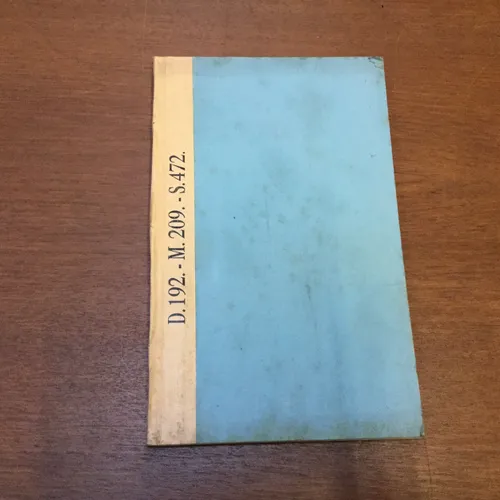 D. 192. - M. 209. - S. 472.